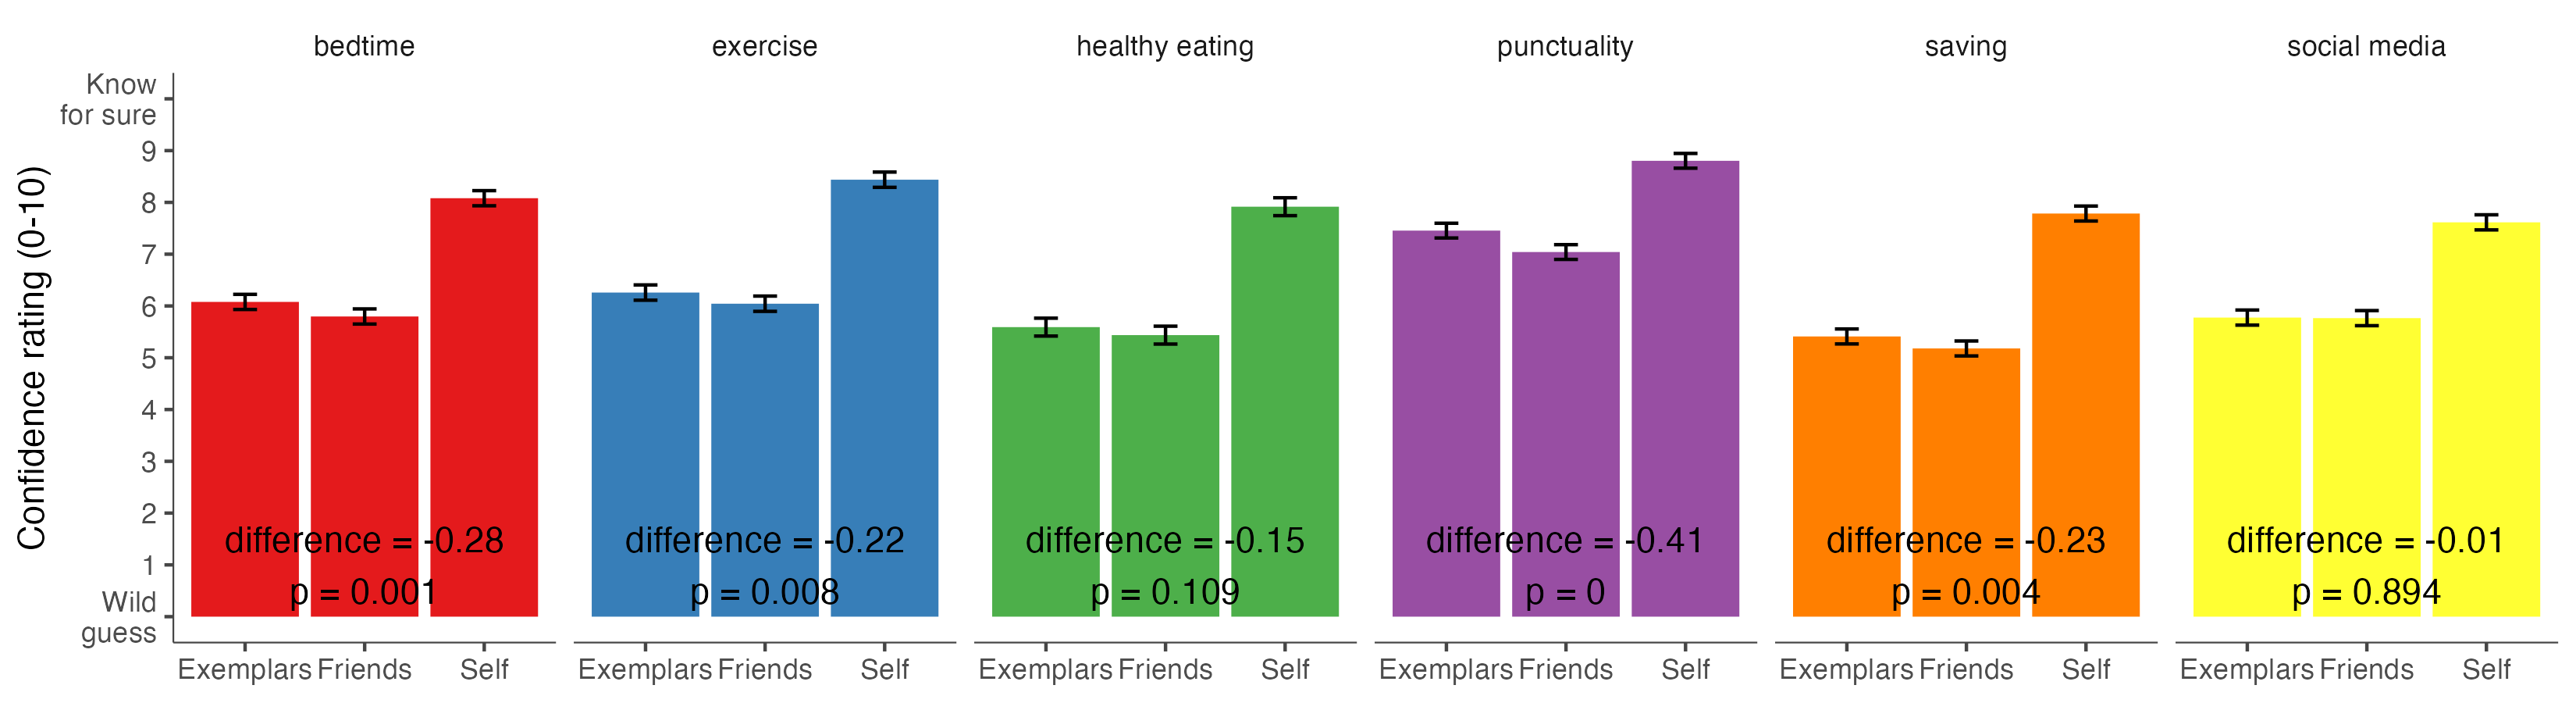 bedtime
exercise
healthy eating
punctuality
saving
social media
Confidence rating (0-10)
Know
for sure
9
8
7
6
5
4
3
2
1
Wild
guess
difference = -0.28
p = 0.001
difference = -0.22
p = 0.008
difference = -0.15
p = 0.109
difference = -0.41
p = 0
difference = -0.23
p = 0.004
difference = -0.01
p = 0.894
Exemplars Friends Self
Exemplars Friends Self
Exemplars Friends Self
Exemplars Friends Self
Exemplars Friends Self
Exemplars Friends Self